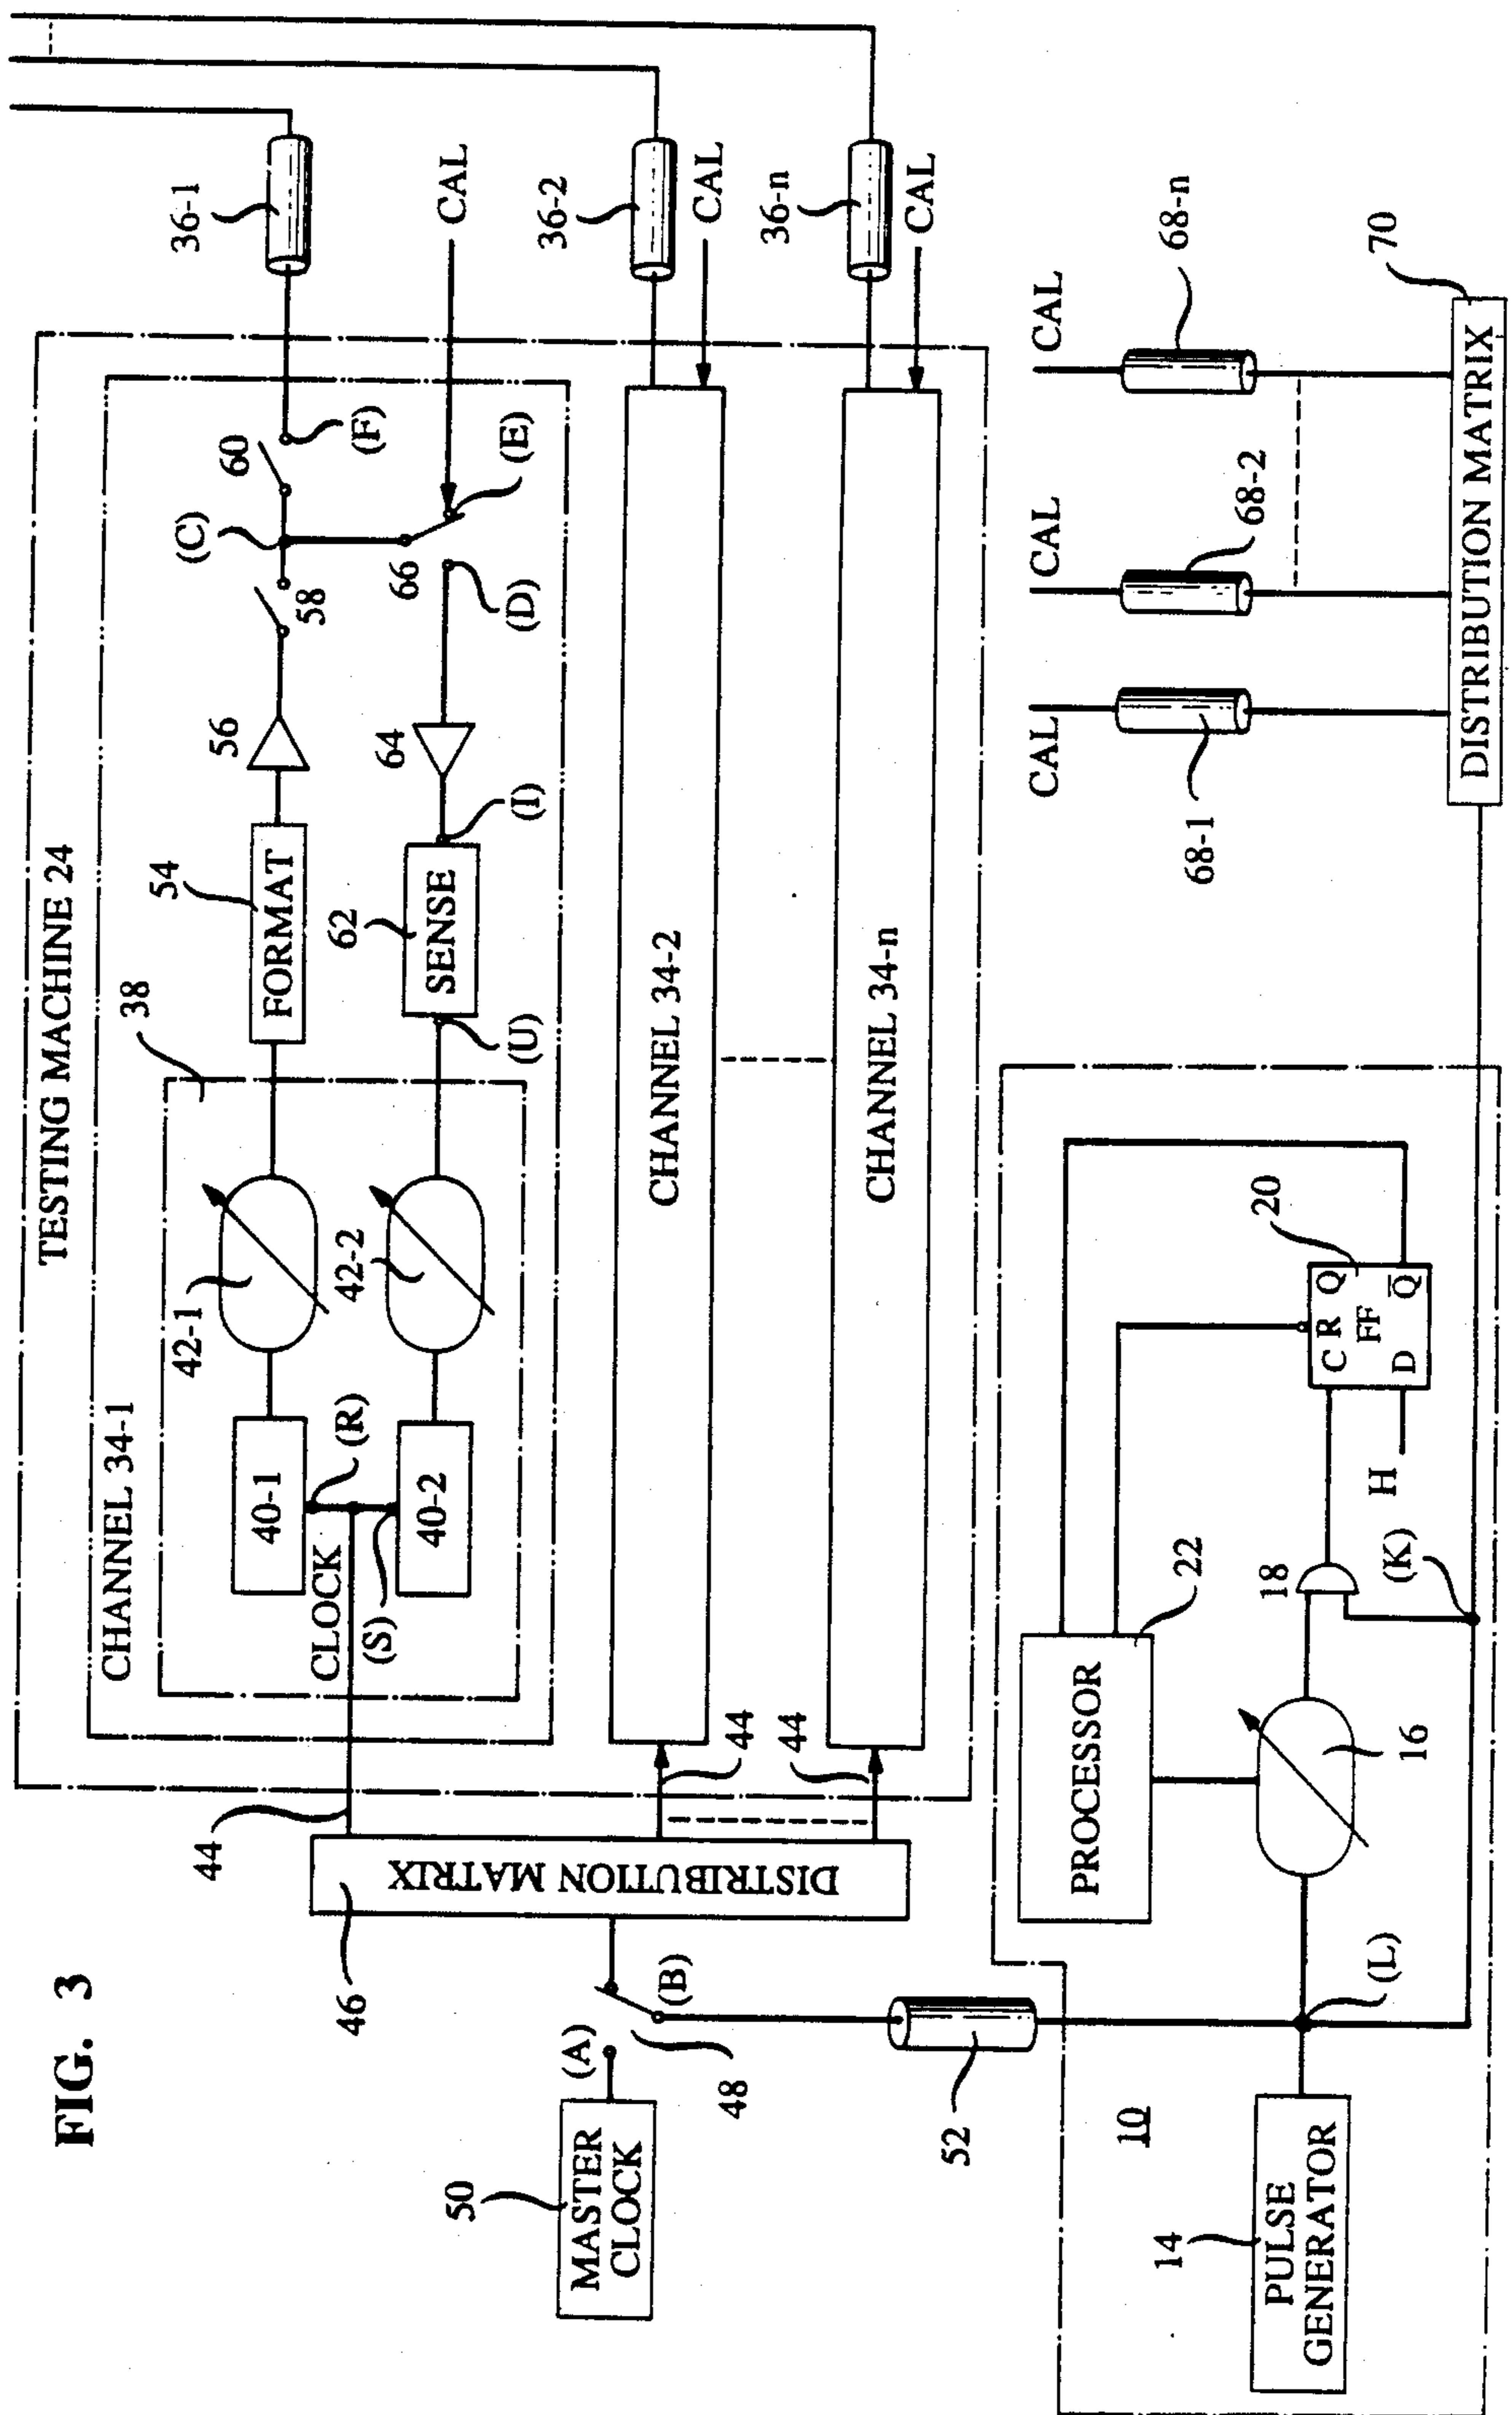 FIG. 3
TESTING MACHINE 24
CHANNEL 34-1
38
42-1
40-1
(R)
CLOCK
(S)
40-2
42-2
54
FORMAT
56
58
(C)
60
(F)
36-1
62
SENSE
(U)
(I)
64
(D)
66
(E)
CAL
CHANNEL 34-2
36-2
CAL
CHANNEL 34-n
36-n
CAL
44
44
44
46
DISTRIBUTION MATRIX
(A)
(B)
48
50
MASTER
CLOCK
52
10
14
PULSE
GENERATOR
(L)
16
PROCESSOR
22
18
(K)
H
20
C R Q
FF
D Q̅
CAL
68-1
CAL
68-2
CAL
68-n
70
DISTRIBUTION MATRIX